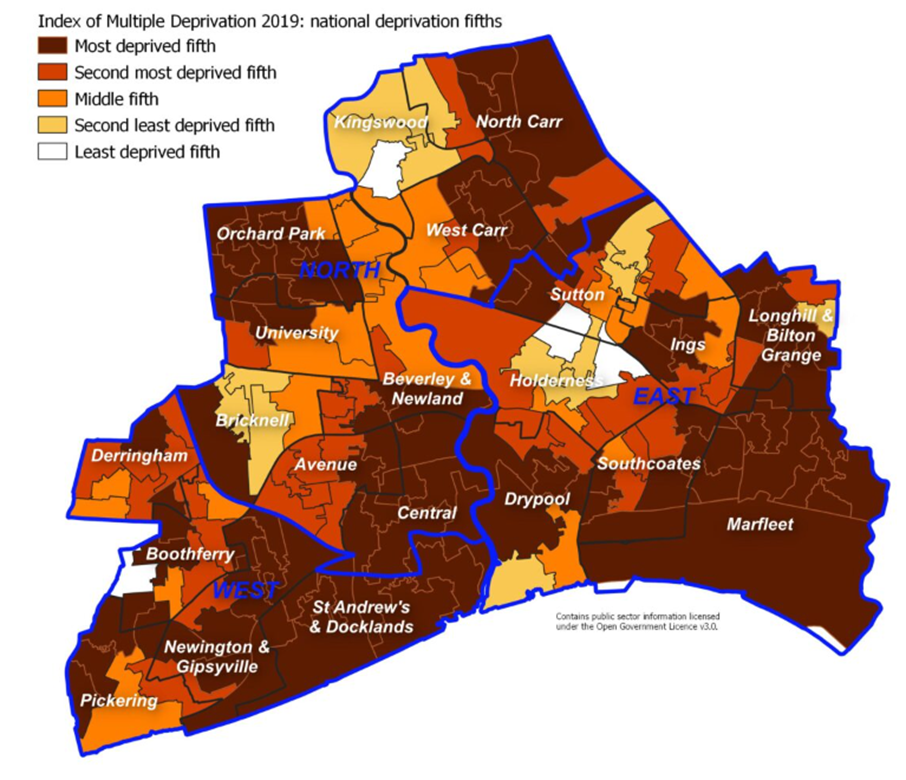 Index of Multiple Deprivation 2019: national deprivation fifths
Most deprived fifth
Second most deprived fifth
Middle fifth
Second least deprived fifth
Least deprived fifth
Kingswood
North Carr
Orchard Park
West Carr
NORTH
Sutton
University
Longhill &
Bilton
Grange
Ings
Beverley &
Newland
Holderness
EAST
Bricknell
Derringham
Avenue
Southcoates
Drypool
Central
Marfleet
Boothferry
WEST
St Andrew's
& Docklands
Contains public sector information licensed
under the Open Government Licence v3.0.
Newington &
Gipsyville
Pickering